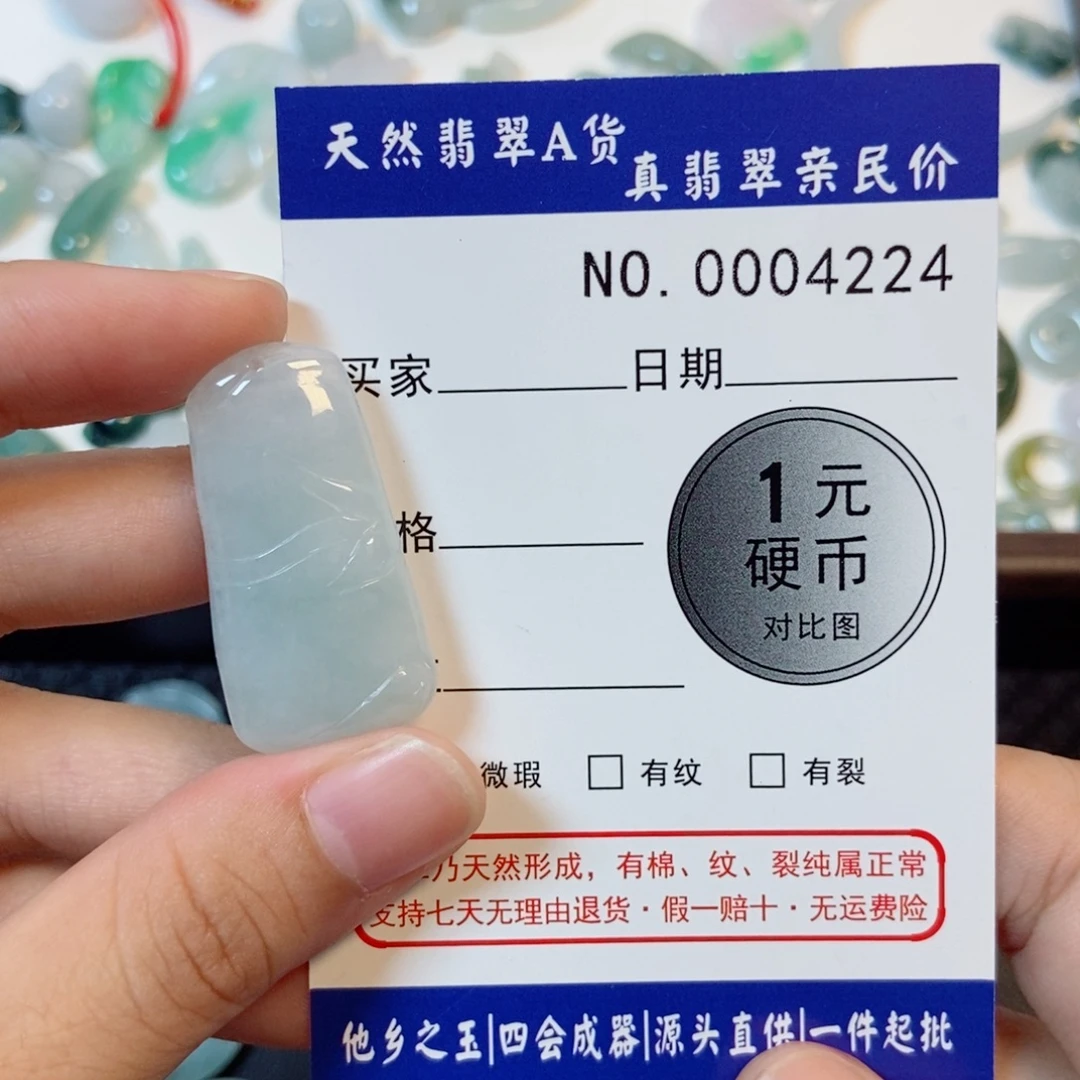 天然翡翠A货
真翡翠亲民价
NO. 0004224
买家 日期
格
1元
硬币
对比图
微瑕 有纹 有裂
乃天然形成，有棉、纹、裂纯属正常
支持七天无理由退货·假一赔十·无运费险
他乡之玉|四会成器|源头直供|一件起批